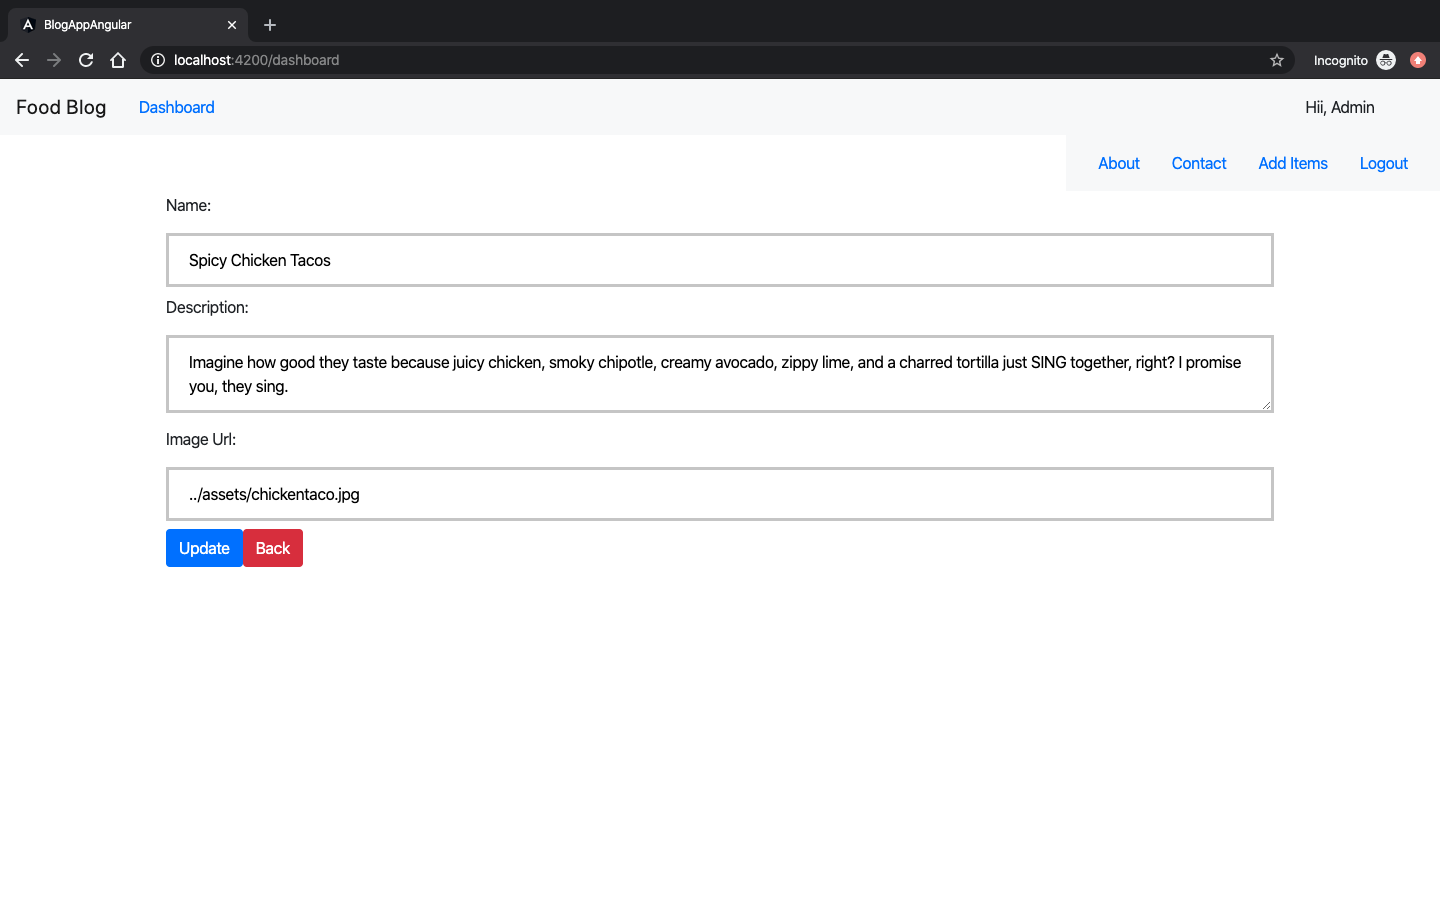 BlogAppAngular
localhost:4200/dashboard
Incognito
Food Blog Dashboard Hii, Admin
About Contact Add Items Logout
Name:
Spicy Chicken Tacos
Description:
Imagine how good they taste because juicy chicken, smoky chipotle, creamy avocado, zippy lime, and a charred tortilla just SING together, right? I promise
you, they sing.
Image Url:
../assets/chickentaco.jpg
Update Back